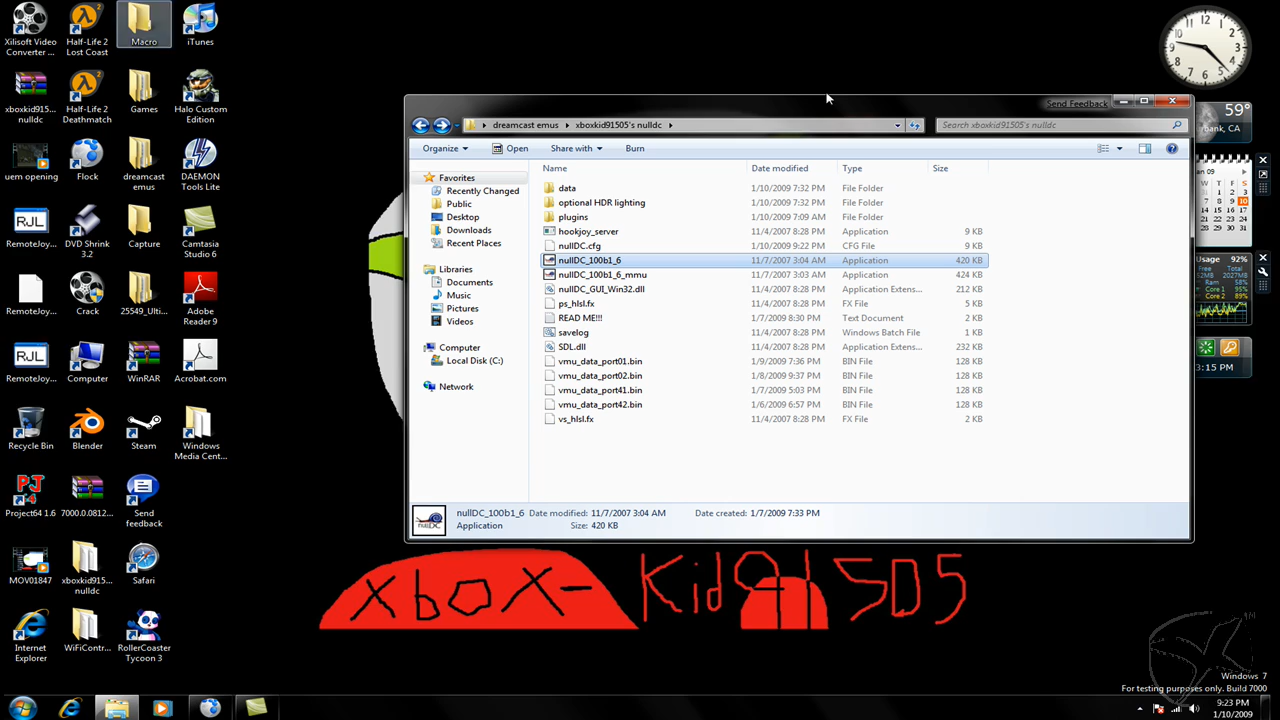 Xilisoft Video
Converter ...
Half-Life 2
Lost Coast
Macro
iTunes
xboxkid915...
nulldc
Half-Life 2
Deathmatch
Games
Halo Custom
Edition
uem opening
Flock
dreamcast
emus
DAEMON
Tools Lite
RemoteJoy...
DVD Shrink
3.2
Capture
Camtasia
Studio 6
RemoteJoy...
Crack
25549_Ulti...
Adobe
Reader 9
RemoteJoy...
Computer
WinRAR
Acrobat.com
Recycle Bin
Blender
Steam
Windows
Media Cent...
Project64 1.6
7000.0.0812...
Send
feedback
MOV01847
xboxkid915...
nulldc
Safari
Internet
Explorer
WiFiContr...
RollerCoaster
Tycoon 3
Send Feedback
dreamcast emus
xboxkid91505's nulldc
Search xboxkid91505's nulldc
Organize
Open
Share with
Burn
Favorites
Recently Changed
Public
Desktop
Downloads
Recent Places
Libraries
Documents
Music
Pictures
Videos
Computer
Local Disk (C:)
Network
Name Date modified Type Size
data 1/10/2009 7:32 PM File Folder
optional HDR lighting 1/10/2009 7:32 PM File Folder
plugins 1/10/2009 7:09 AM File Folder
hookjoy_server 11/4/2007 8:28 PM Application 9 KB
nullDC.cfg 1/10/2009 9:22 PM CFG File 9 KB
nullDC_100b1_6 11/7/2007 3:04 AM Application 420 KB
nullDC_100b1_6_mmu 11/7/2007 3:03 AM Application 424 KB
nullDC_GUI_Win32.dll 11/4/2007 8:28 PM Application Extens... 212 KB
ps_hlsl.fx 11/4/2007 8:28 PM FX File 5 KB
READ ME!!! 1/7/2009 8:30 PM Text Document 2 KB
savelog 11/4/2007 8:28 PM Windows Batch File 1 KB
SDL.dll 11/4/2007 8:28 PM Application Extens... 232 KB
vmu_data_port01.bin 1/9/2009 7:36 PM BIN File 128 KB
vmu_data_port02.bin 1/8/2009 9:37 PM BIN File 128 KB
vmu_data_port41.bin 1/7/2009 5:03 PM BIN File 128 KB
vmu_data_port42.bin 1/6/2009 6:57 PM BIN File 128 KB
vs_hlsl.fx 11/4/2007 8:28 PM FX File 2 KB
nullDC_100b1_6 Date modified: 11/7/2007 3:04 AM Date created: 1/7/2009 7:33 PM
Application Size: 420 KB
59°
bank, CA
Usage 92%
Core 1 95%
Core 2 89%
3:15 PM
XboX-Kid91505
Windows 7
For testing purposes only. Build 7000
9:23 PM
1/10/2009